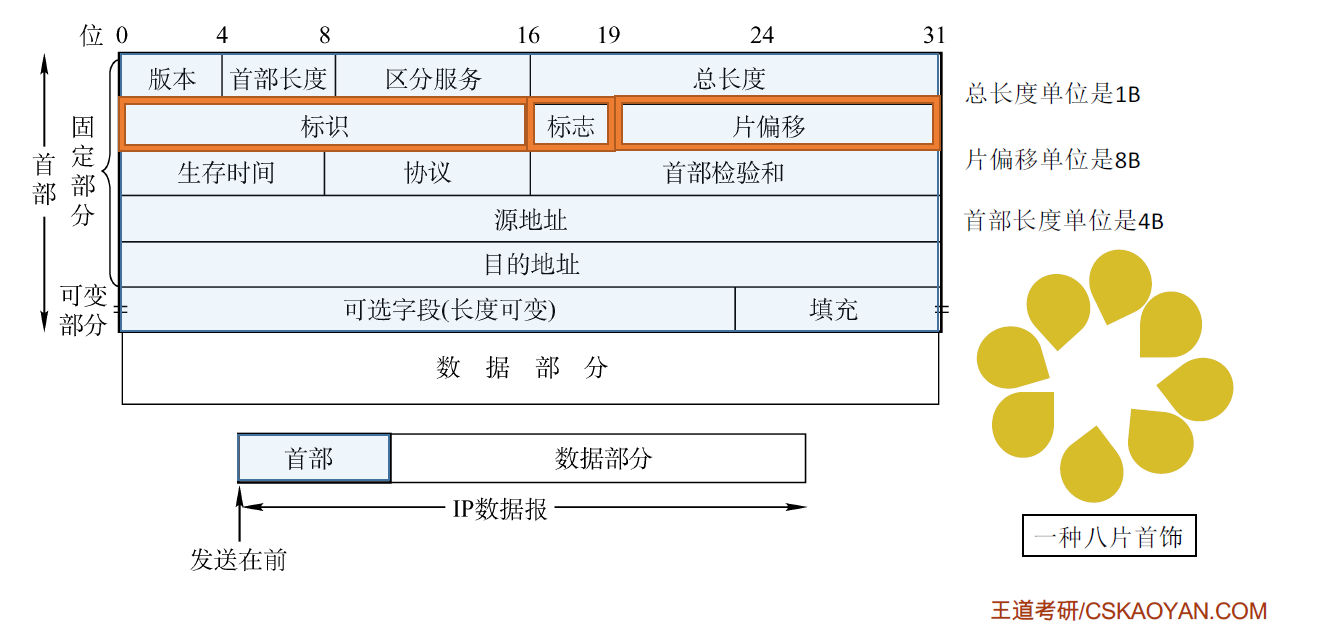 位 0 4 8 16 19 24 31
版本 首部长度 区分服务 总长度
标识 标志 片偏移
生存时间 协议 首部检验和
源地址
目的地址
可选字段(长度可变) 填充
数据部分
首部
固定部分
可变部分
总长度单位是1B
片偏移单位是8B
首部长度单位是4B
首部 数据部分
IP数据报
发送在前
一种八片首饰
王道考研/CSKAOYAN.COM